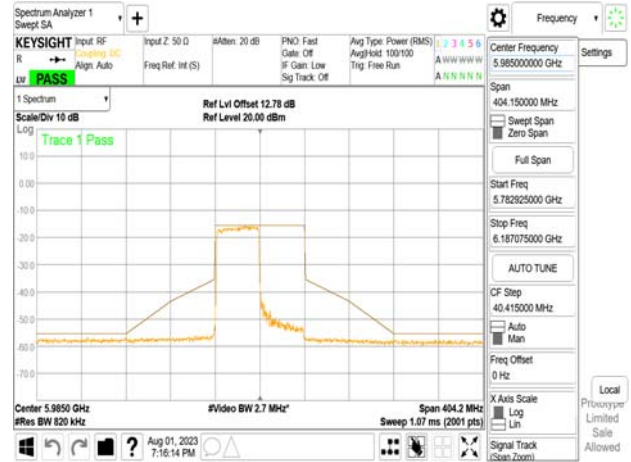 Spectrum Analyzer 1
Swept SA
+
Frequency
KEYSIGHT
Input: RF
Coupling: DC
Align: Auto
Input Z: 50 Ω
Freq Ref: Int (S)
#Atten: 20 dB
PNO: Fast
Gate: Off
IF Gain: Low
Sig Track: Off
Avg Type: Power (RMS)
Avg|Hold: 100/100
Trig: Free Run
1 2 3 4 5 6
A W W W W W
A N N N N N
R
LV
PASS
Center Frequency
5.985000000 GHz
Settings
Span
404.150000 MHz
Swept Span
Zero Span
Full Span
Start Freq
5.782925000 GHz
Stop Freq
6.187075000 GHz
AUTO TUNE
CF Step
40.415000 MHz
Auto
Man
Freq Offset
0 Hz
X Axis Scale
Log
Lin
Signal Track
(Span Zoom)
Local
Prototype
Limited
Sale
Allowed
1 Spectrum
Scale/Div 10 dB
Ref Lvl Offset 12.78 dB
Ref Level 20.00 dBm
Log
Trace 1 Pass
10.0
0.00
-10.0
-20.0
-30.0
-40.0
-50.0
-60.0
-70.0
Center 5.9850 GHz
#Video BW 2.7 MHz*
Span 404.2 MHz
#Res BW 820 kHz
Sweep 1.07 ms (2001 pts)
?
Aug 01, 2023
7:16:14 PM